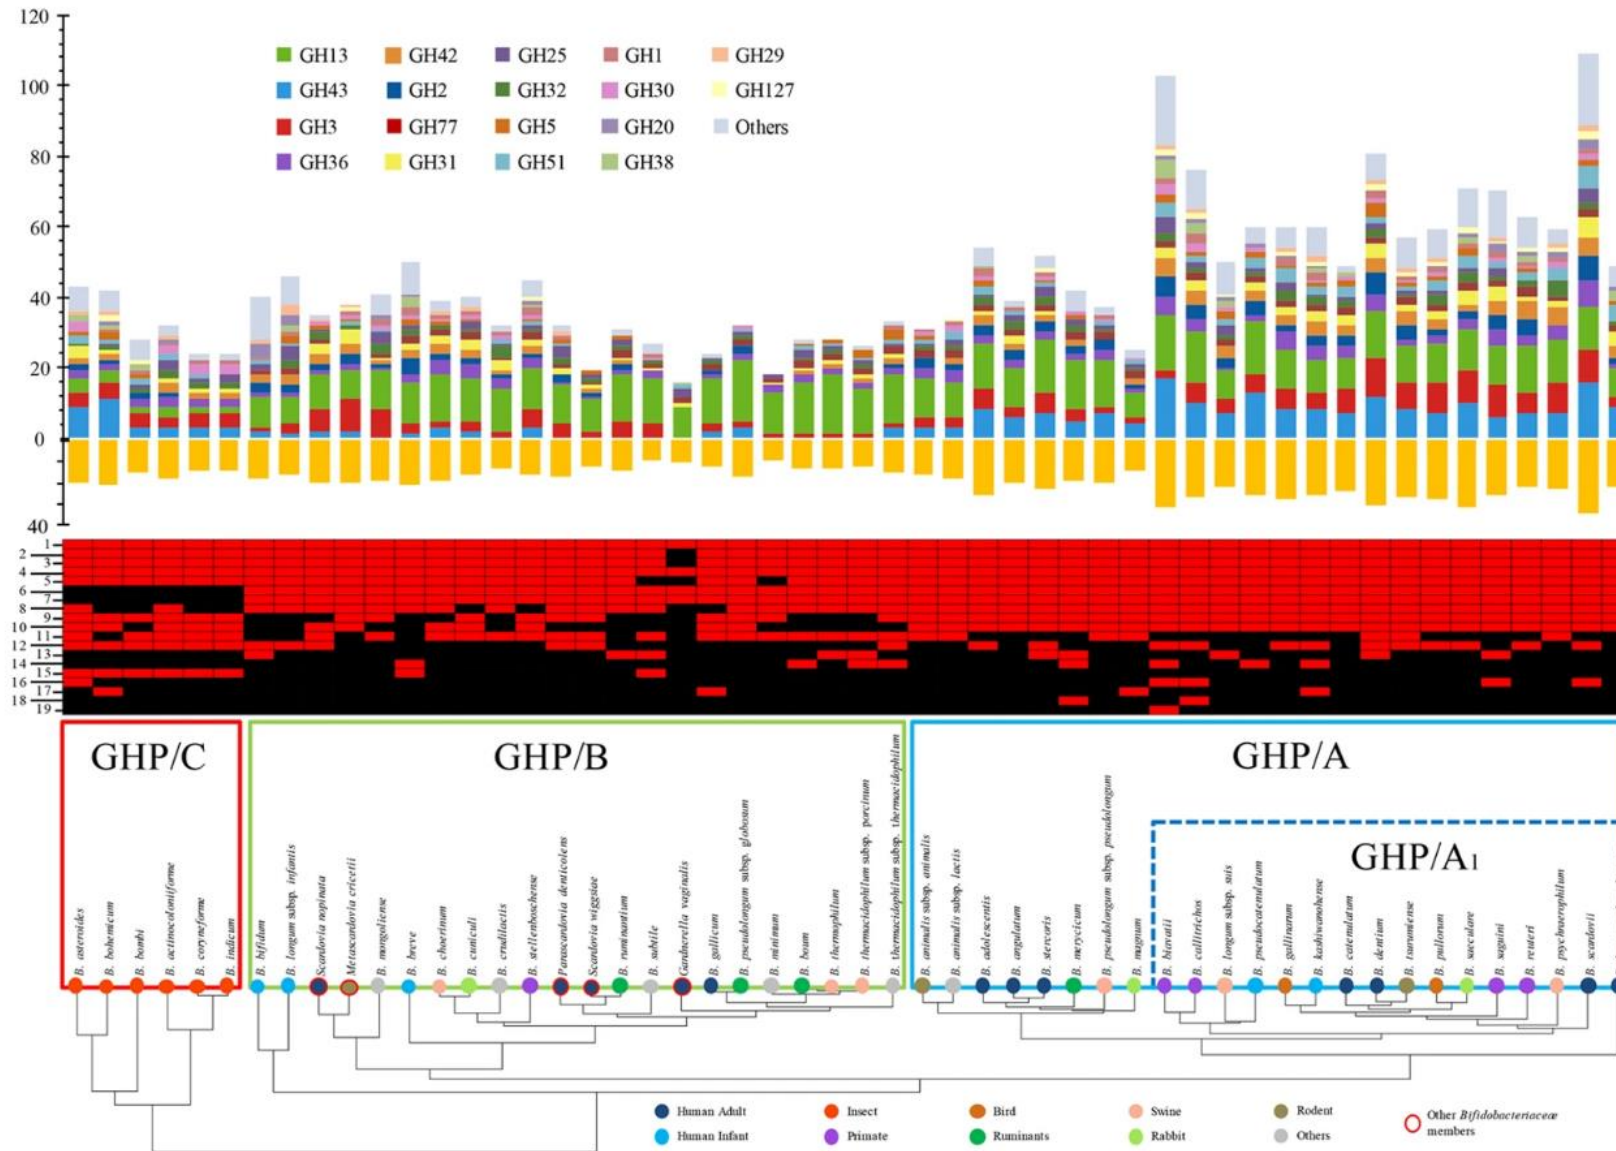 120
100
80
60
40
20
0
40
GH13 GH42 GH25 GH1 GH29
GH43 GH2 GH32 GH30 GH127
GH3 GH77 GH5 GH20 Others
GH36 GH31 GH51 GH38
1
2
3
4
5
6
7
8
9
10
11
12
13
14
15
16
17
18
19
GHP/C
GHP/B
GHP/A
GHP/A1
B. asteroides
B. bohemicum
B. bombi
B. actinocoloniiforme
B. coryneforme
B. indicum
B. bifidum
B. longum subsp. infantis
Scardovia inopinata
Metascardovia cricetii
B. mongoliense
B. breve
B. choerinum
B. cuniculi
B. crudilactis
B. stellenboschense
Parascardovia denticolens
Scardovia wiggsiae
B. ruminantium
B. subtile
Gardnerella vaginalis
B. gallicum
B. pseudolongum subsp. globosum
B. minimum
B. boum
B. thermophilum
B. thermacidophilum subsp. porcinum
B. thermacidophilum subsp. thermacidophilum
B. animalis subsp. animalis
B. animalis subsp. lactis
B. adolescentis
B. angulatum
B. stercoris
B. merycicum
B. pseudolongum subsp. pseudolongum
B. magnum
B. biavatii
B. callitrichos
B. longum subsp. suis
B. pseudocatenulatum
B. gallinarum
B. kashiwanohense
B. catenulatum
B. dentium
B. tsurumiense
B. pullorum
B. saeculare
B. saguini
B. reuteri
B. psychraerophilum
B. scardovii
Human Adult Insect Bird Swine Rodent Other Bifidobacteriaceae
Human Infant Primate Ruminants Rabbit Others members